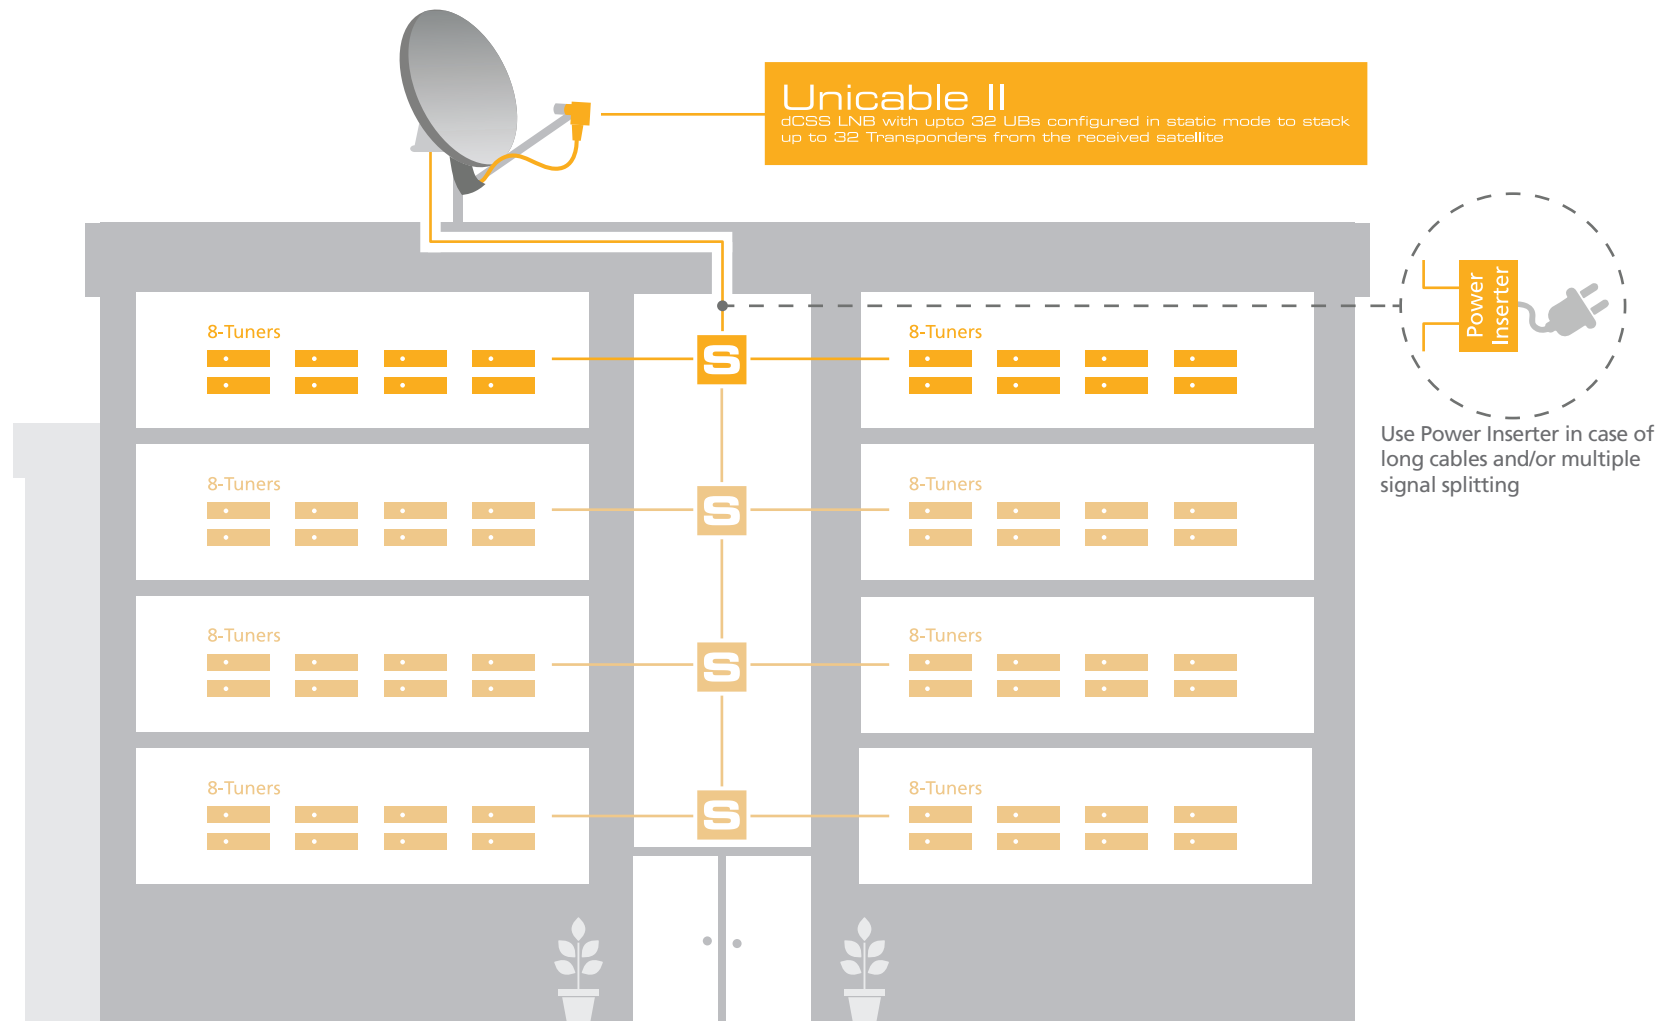 Unicable II
dCSS LNB with upto 32 UBs configured in static mode to stack
up to 32 Transponders from the received satellite
8-Tuners
S
8-Tuners
Power
Inserter
Use Power Inserter in case of
long cables and/or multiple
signal splitting
8-Tuners
S
8-Tuners
8-Tuners
S
8-Tuners
8-Tuners
S
8-Tuners